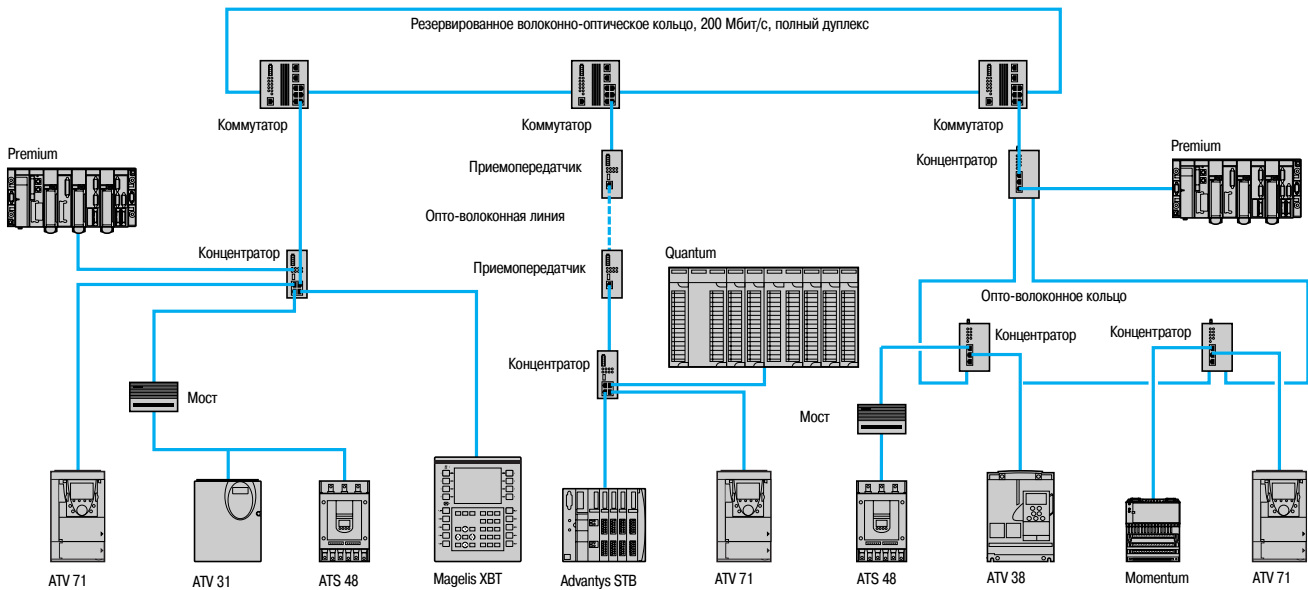 Резервированное волоконно-оптическое кольцо, 200 Мбит/с, полный дуплекс
Коммутатор
Коммутатор
Коммутатор
Premium
Приемопередатчик
Концентратор
Premium
Опто-волоконная линия
Концентратор
Приемопередатчик
Quantum
Опто-волоконное кольцо
Концентратор
Концентратор
Концентратор
Мост
Мост
ATV 71
ATV 31
ATS 48
Magelis XBT
Advantys STB
ATV 71
ATS 48
ATV 38
Momentum
ATV 71